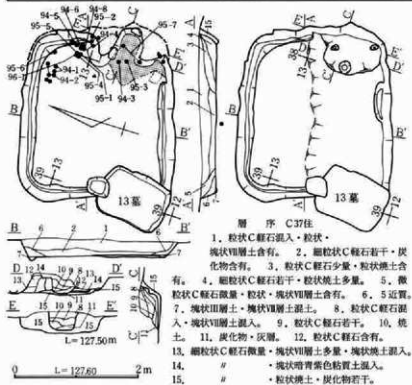 94-6 94-8
94-5 95-2
95-5 94-4
95-7
95-6
96-1
94-1
94-2
95-4
95-1 94-3
95-3
13墓
13墓
L=127.50m
L=127.60
0 2m
層 序 C37住
1．粒状C軽石混入・粒状・
塊状Ⅶ層土含有。 2．細粒状C軽石若干・炭
化物含有。 3．粒状C軽石少量・粒状焼土含
有。 4．細粒状C軽石若干・粒状焼土多量。 5．微
粒状C軽石微量・粒状・塊状Ⅶ層土含有。 6．5近質。
7．塊状Ⅲ層土・塊状Ⅶ層土混土。 8．粒状C軽石混
入・塊状Ⅶ層土混入。 9．粒状C軽石若干。 10．焼
土。 11．炭化物・灰層。 12．粒状C軽石含有。
13．細粒状C軽石微量・塊状Ⅶ層土多量・塊状焼土混入。
14． 〃 ・塊状暗青紫色粘質土混入。
15． 〃 ・粒状焼土・炭化物若干。